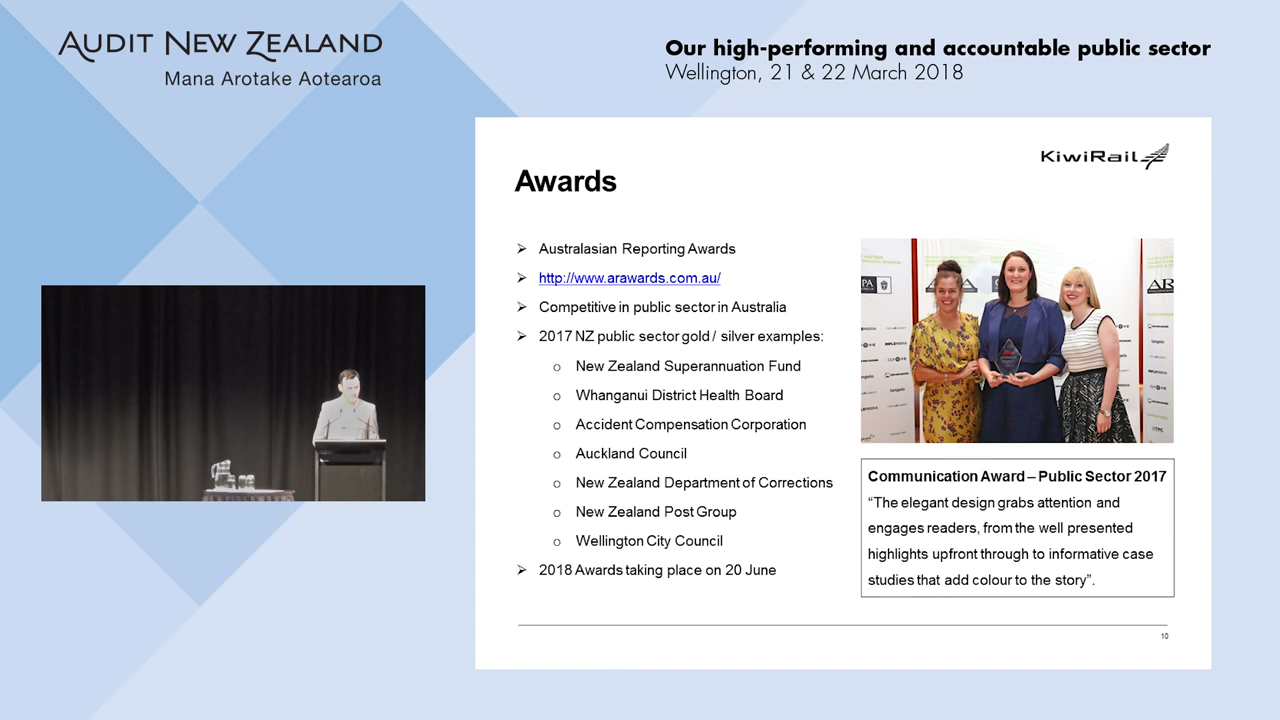 AUDIT NEW ZEALAND
Mana Arotake Aotearoa
Our high-performing and accountable public sector
Wellington, 21 & 22 March 2018
KiwiRail
Awards
Australasian Reporting Awards
http://www.arawards.com.au/
Competitive in public sector in Australia
2017 NZ public sector gold / silver examples:
New Zealand Superannuation Fund
Whanganui District Health Board
Accident Compensation Corporation
Auckland Council
New Zealand Department of Corrections
New Zealand Post Group
Wellington City Council
2018 Awards taking place on 20 June
Communication Award – Public Sector 2017
“The elegant design grabs attention and
engages readers, from the well presented
highlights upfront through to informative case
studies that add colour to the story”.
10